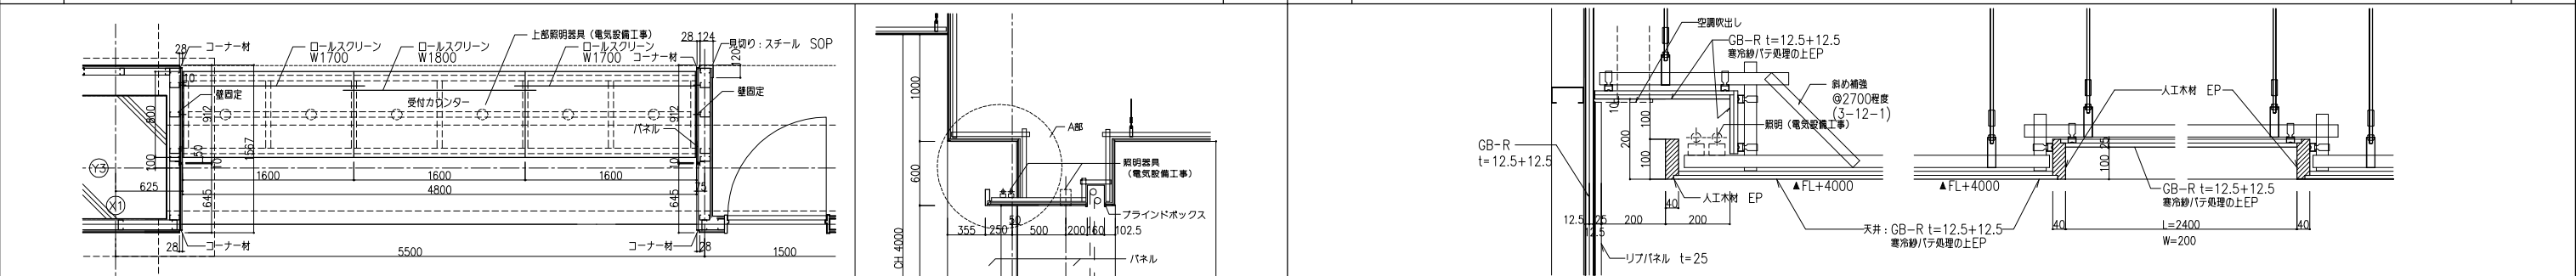 28
コーナー材
ロールスクリーン
W1700
ロールスクリーン
W1800
上部照明器具（電気設備工事）
ロールスクリーン
W1700
コーナー材
28 124
見切り：スチール SOP
120
10
壁固定
受付カウンター
壁固定
パネル
800
912
912
1567
100
50
10
10
Y3
625
1600
1600
1600
4800
75
645
645
X1
28
コーナー材
コーナー材
28
5500
1500
1000
600
CH 4000
A部
照明器具
（電気設備工事）
ブラインドボックス
50
355
250
500
200
160
102.5
パネル
空調吹出し
GB-R t=12.5+12.5
寒冷紗パテ処理の上EP
斜め補強
@2700程度
(3-12-1)
照明（電気設備工事）
10
100
200
100
GB-R
t=12.5+12.5
▲FL+4000
40
人工木材 EP
12.5
25
200
200
12.5
リブパネル t=25
天井：GB-R t=12.5+12.5
寒冷紗パテ処理の上EP
▲FL+4000
人工木材 EP
25
100
GB-R t=12.5+12.5
寒冷紗パテ処理の上EP
40
L=2400
40
W=200